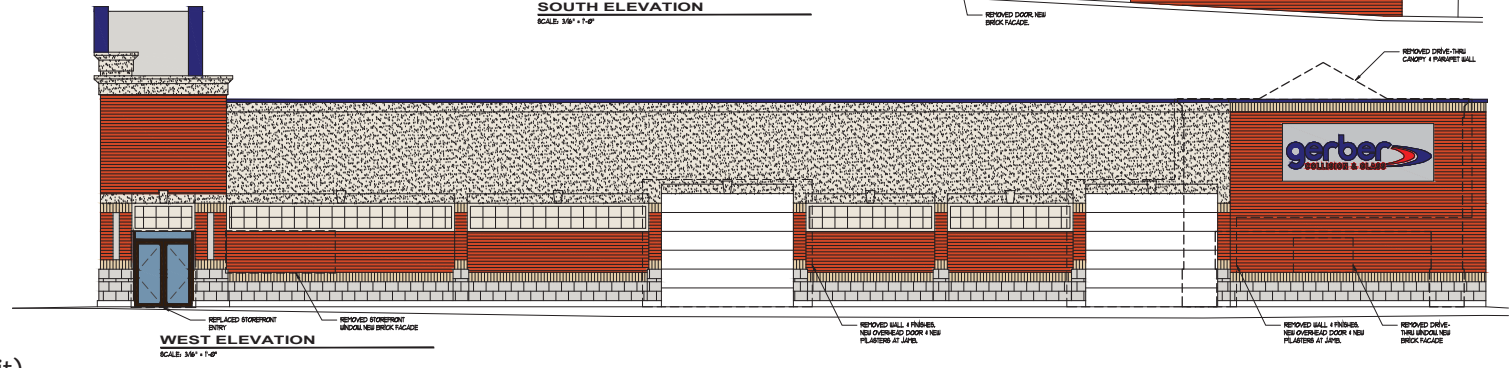 SOUTH ELEVATION
SCALE: 3/16" = 1'-0"
REMOVED DOOR, NEW
BRICK FACADE.
REMOVED DRIVE-THRU
CANOPY & PARAPET WALL
gerber
COLLISION & GLASS
REPLACED STOREFRONT
ENTRY
REMOVED STOREFRONT
WINDOW, NEW BRICK FACADE
REMOVED WALL & FINISHES,
NEW OVERHEAD DOOR & NEW
PILASTERS AT JAMB.
REMOVED WALL & FINISHES,
NEW OVERHEAD DOOR & NEW
PILASTERS AT JAMB.
REMOVED DRIVE-
THRU WINDOW, NEW
BRICK FACADE
WEST ELEVATION
SCALE: 3/16" = 1'-0"
it)